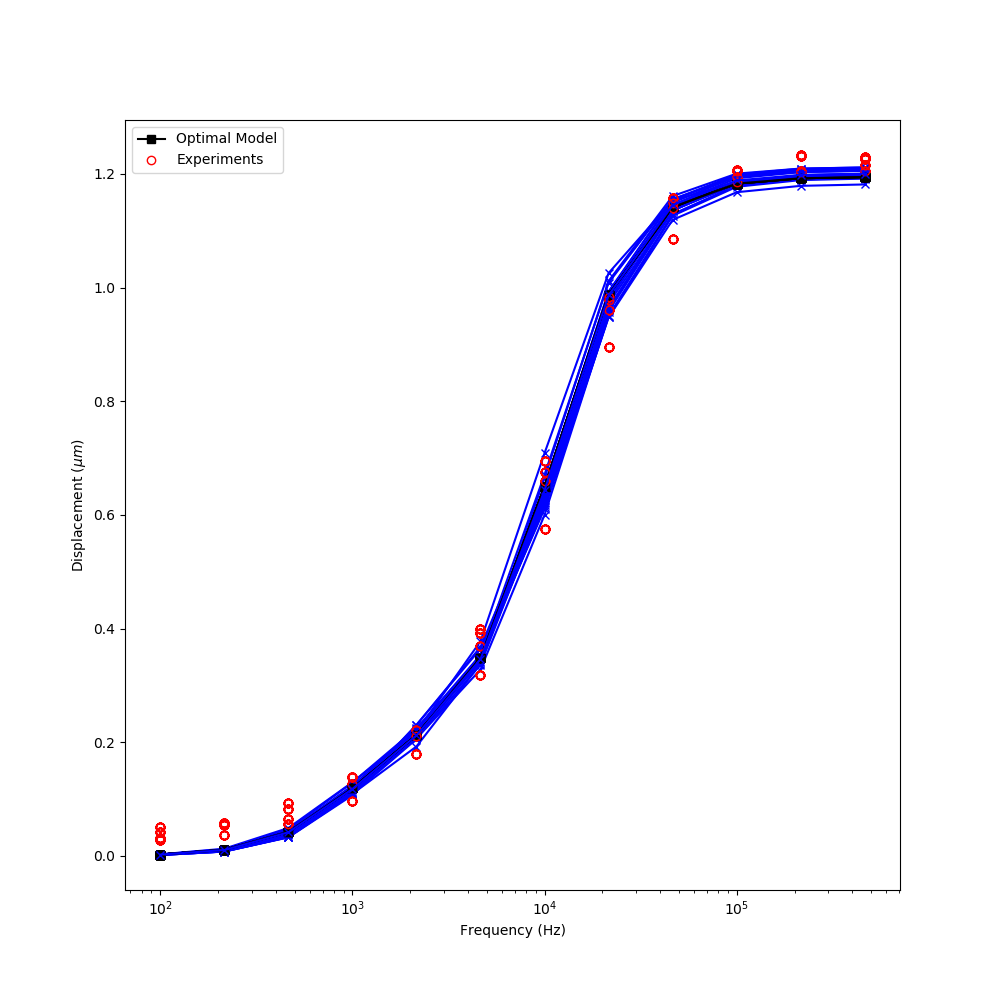 Optimal Model
Experiments
1.2
1.0
0.8
0.6
0.4
0.2
0.0
Displacement (μm)
10² 10³ 10⁴ 10⁵
Frequency (Hz)